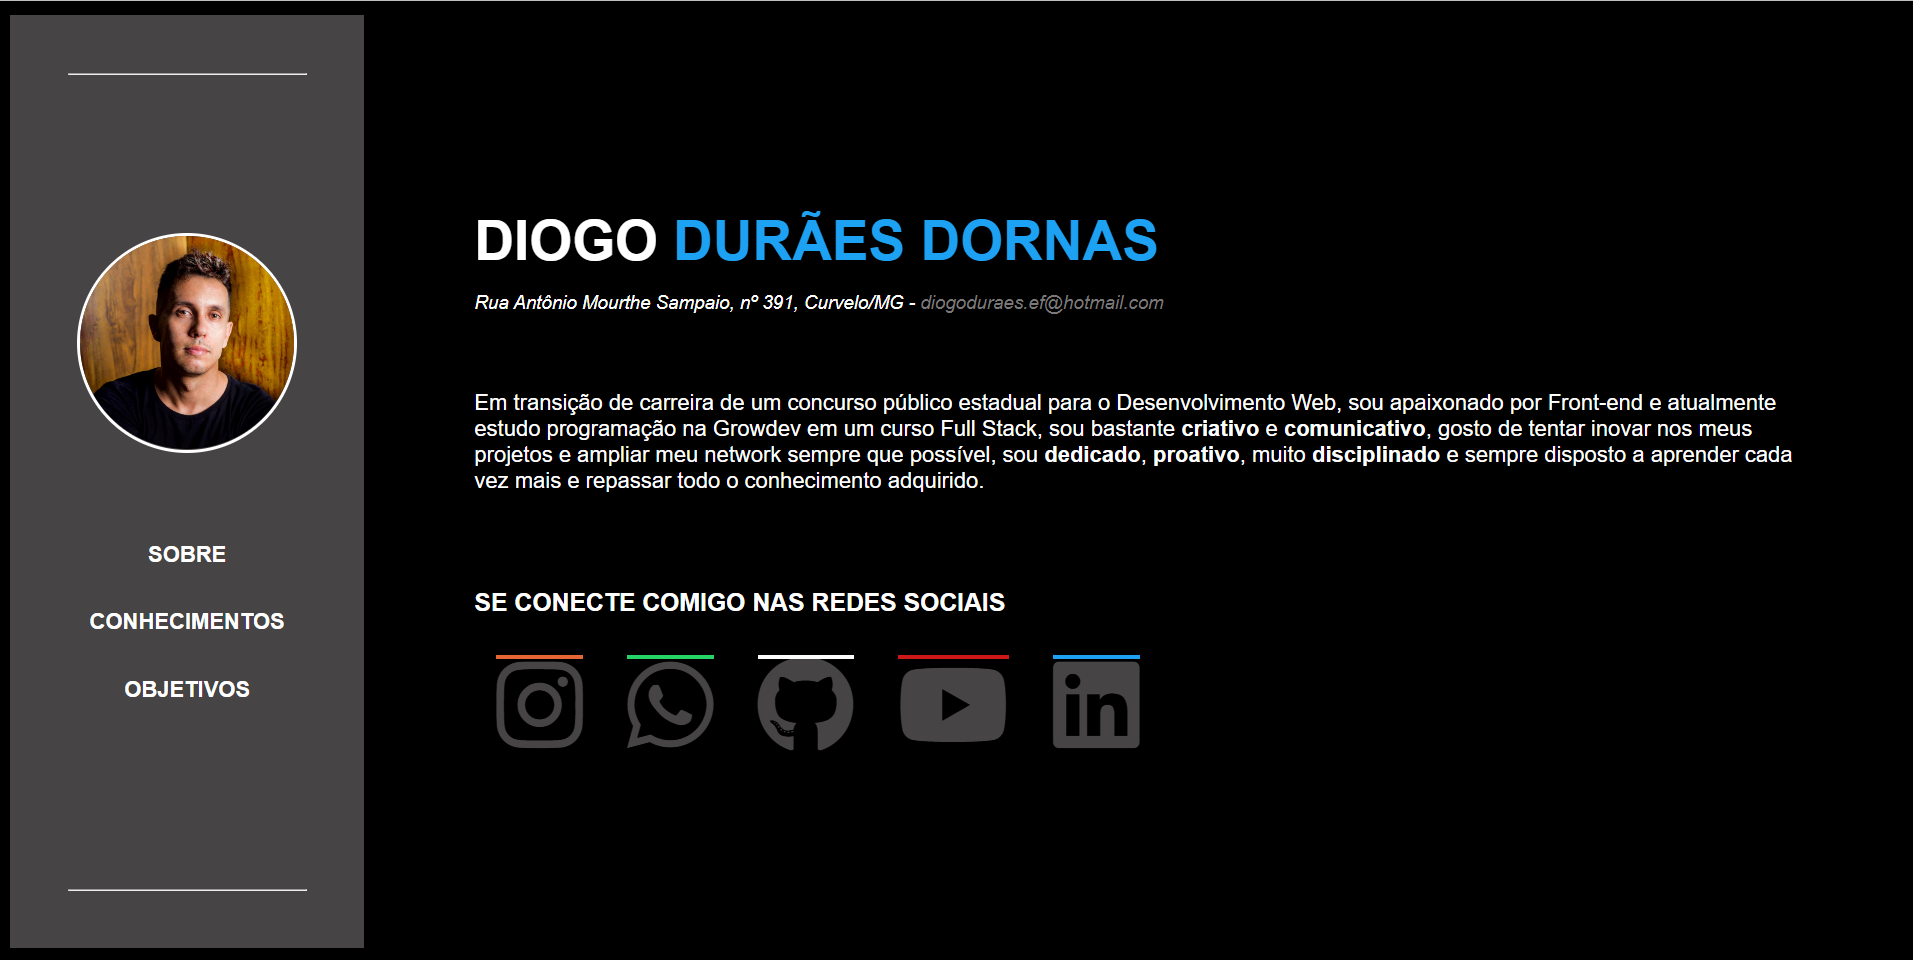 SOBRE
CONHECIMENTOS
OBJETIVOS
DIOGO DURÃES DORNAS
Rua Antônio Mourthe Sampaio, nº 391, Curvelo/MG - diogoduraes.ef@hotmail.com
Em transição de carreira de um concurso público estadual para o Desenvolvimento Web, sou apaixonado por Front-end e atualmente
estudo programação na Growdev em um curso Full Stack, sou bastante criativo e comunicativo, gosto de tentar inovar nos meus
projetos e ampliar meu network sempre que possível, sou dedicado, proativo, muito disciplinado e sempre disposto a aprender cada
vez mais e repassar todo o conhecimento adquirido.
SE CONECTE COMIGO NAS REDES SOCIAIS
in